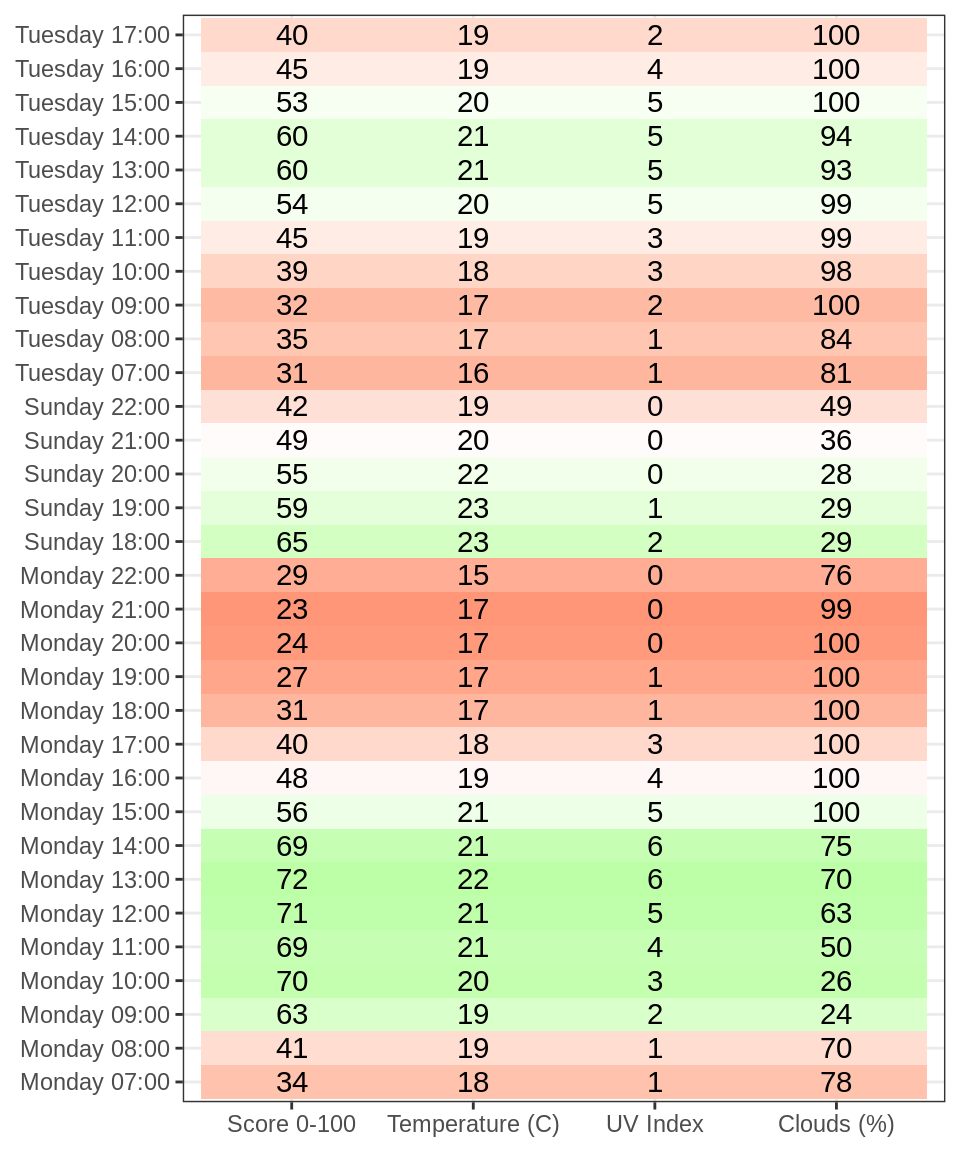 Tuesday 17:00 40 19 2 100
Tuesday 16:00 45 19 4 100
Tuesday 15:00 53 20 5 100
Tuesday 14:00 60 21 5 94
Tuesday 13:00 60 21 5 93
Tuesday 12:00 54 20 5 99
Tuesday 11:00 45 19 3 99
Tuesday 10:00 39 18 3 98
Tuesday 09:00 32 17 2 100
Tuesday 08:00 35 17 1 84
Tuesday 07:00 31 16 1 81
Sunday 22:00 42 19 0 49
Sunday 21:00 49 20 0 36
Sunday 20:00 55 22 0 28
Sunday 19:00 59 23 1 29
Sunday 18:00 65 23 2 29
Monday 22:00 29 15 0 76
Monday 21:00 23 17 0 99
Monday 20:00 24 17 0 100
Monday 19:00 27 17 1 100
Monday 18:00 31 17 1 100
Monday 17:00 40 18 3 100
Monday 16:00 48 19 4 100
Monday 15:00 56 21 5 100
Monday 14:00 69 21 6 75
Monday 13:00 72 22 6 70
Monday 12:00 71 21 5 63
Monday 11:00 69 21 4 50
Monday 10:00 70 20 3 26
Monday 09:00 63 19 2 24
Monday 08:00 41 19 1 70
Monday 07:00 34 18 1 78
Score 0-100 Temperature (C) UV Index Clouds (%)